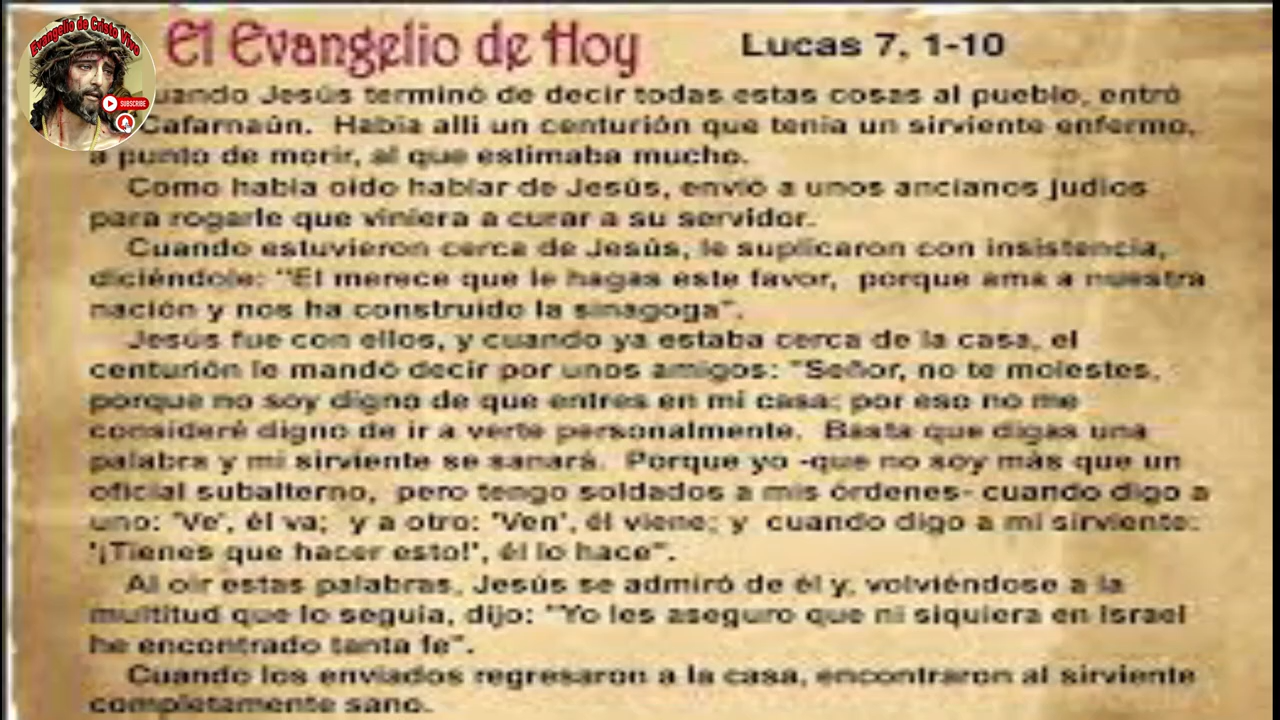 Evangelio de Cristo Vivo
SUBSCRIBE
El Evangelio de Hoy
Lucas 7, 1-10
uando Jesús terminó de decir todas estas cosas al pueblo, entró
Cafarnaún. Había allí un centurión que tenía un sirviente enfermo,
a punto de morir, al que estimaba mucho.
Como había oído hablar de Jesús, envió a unos ancianos judíos
para rogarle que viniera a curar a su servidor.
Cuando estuvieron cerca de Jesús, le suplicaron con insistencia,
diciéndole: "El merece que le hagas este favor, porque ama a nuestra
nación y nos ha construido la sinagoga".
Jesús fue con ellos, y cuando ya estaba cerca de la casa, el
centurión le mandó decir por unos amigos: "Señor, no te molestes,
porque no soy digno de que entres en mi casa; por eso no me
consideré digno de ir a verte personalmente. Basta que digas una
palabra y mi sirviente se sanará. Porque yo -que no soy más que un
oficial subalterno, pero tengo soldados a mis órdenes- cuando digo a
uno: 'Ve', él va; y a otro: 'Ven', él viene; y cuando digo a mi sirviente:
'¡Tienes que hacer esto!', él lo hace".
Al oír estas palabras, Jesús se admiró de él y, volviéndose a la
multitud que lo seguía, dijo: "Yo les aseguro que ni siquiera en Israel
he encontrado tanta fe".
Cuando los enviados regresaron a la casa, encontraron al sirviente
completamente sano.